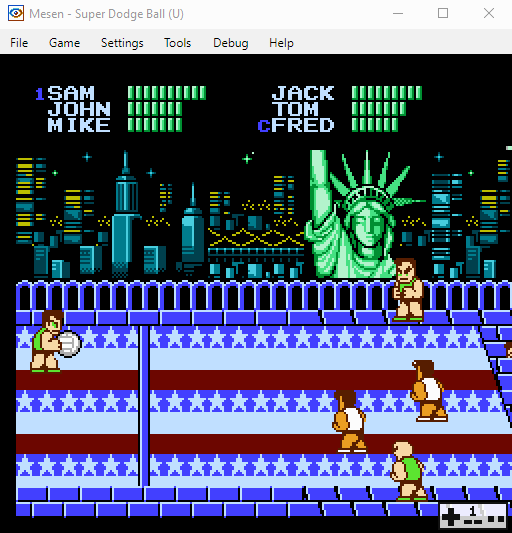 Mesen - Super Dodge Ball (U)
File Game Settings Tools Debug Help
1SAM JACK
JOHN TOM
MIKE CFRED
1